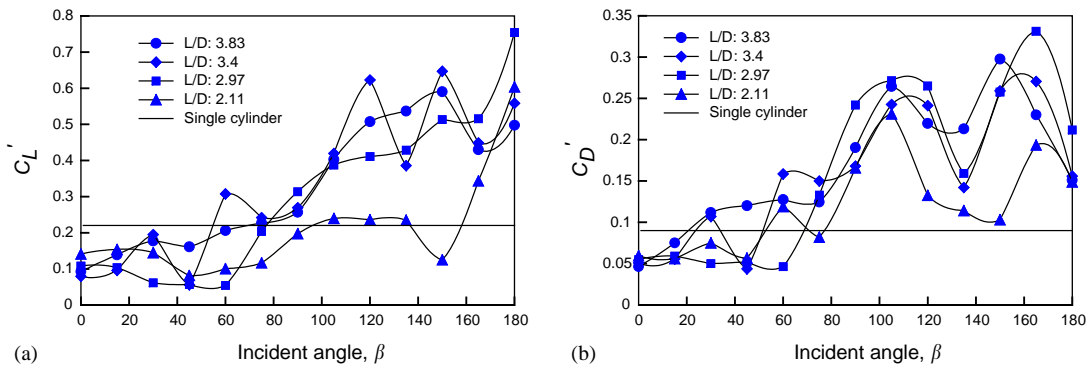 0.8
0.7
0.6
0.5
0.4
0.3
0.2
0.1
0
C_L'
L/D: 3.83
L/D: 3.4
L/D: 2.97
L/D: 2.11
Single cylinder
0 20 40 60 80 100 120 140 160 180
(a)
Incident angle, β
0.35
0.3
0.25
0.2
0.15
0.1
0.05
0
C_D'
L/D: 3.83
L/D: 3.4
L/D: 2.97
L/D: 2.11
Single cylinder
0 20 40 60 80 100 120 140 160 180
(b)
Incident angle, β